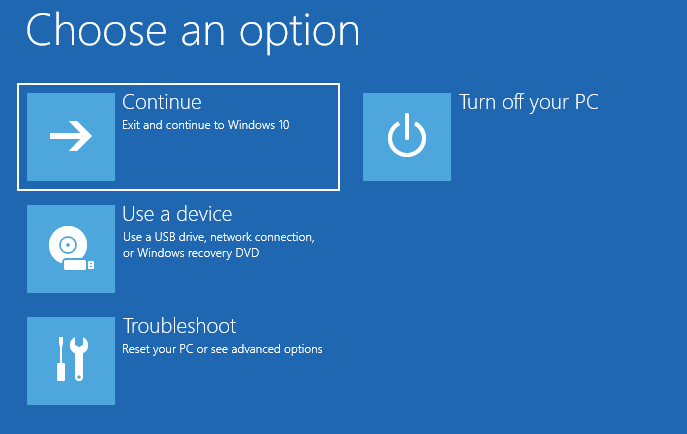 Choose an option
Continue
Exit and continue to Windows 10
Turn off your PC
Use a device
Use a USB drive, network connection,
or Windows recovery DVD
Troubleshoot
Reset your PC or see advanced options